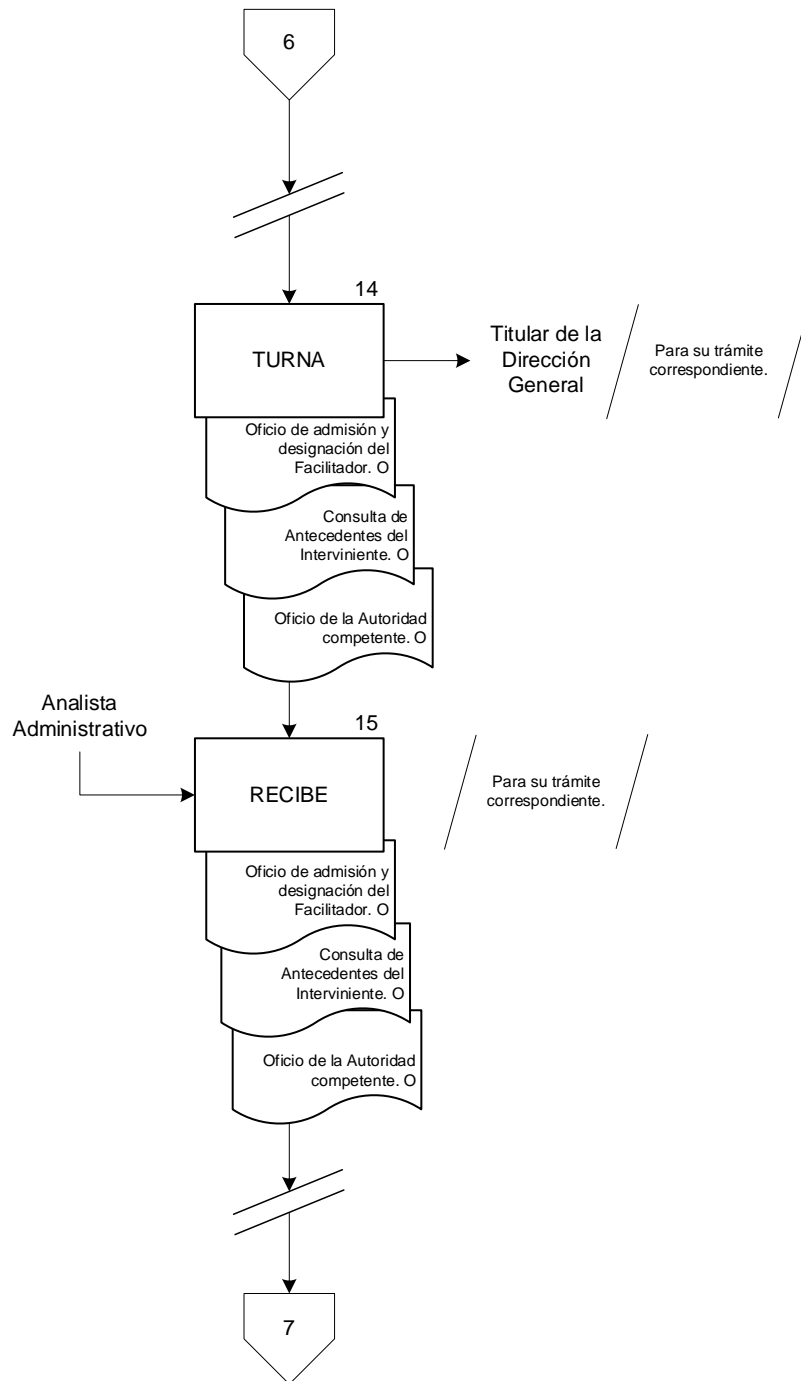 6
14
TURNA
Titular de la
Dirección
General
Para su trámite
correspondiente.
Oficio de admisión y
designación del
Facilitador. O
Consulta de
Antecedentes del
Interviniente. O
Oficio de la Autoridad
competente. O
Analista
Administrativo
15
RECIBE
Para su trámite
correspondiente.
Oficio de admisión y
designación del
Facilitador. O
Consulta de
Antecedentes del
Interviniente. O
Oficio de la Autoridad
competente. O
7